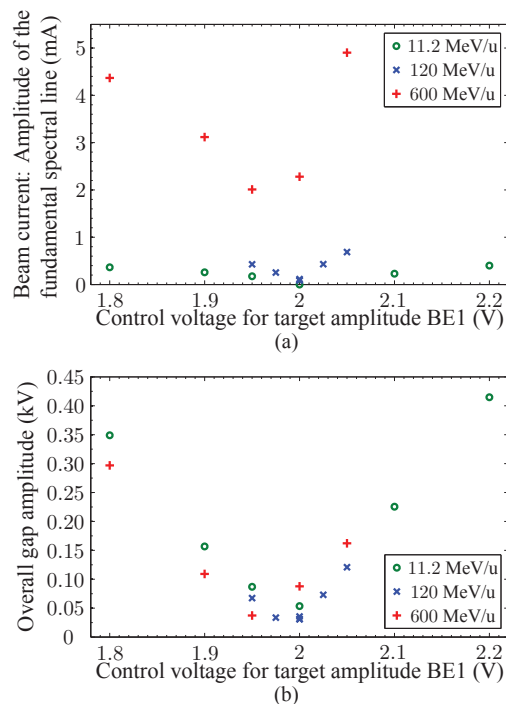 Beam current: Amplitude of the
fundamental spectral line (mA)
5
4
3
2
1
0
11.2 MeV/u
120 MeV/u
600 MeV/u
1.8 1.9 2 2.1 2.2
Control voltage for target amplitude BE1 (V)
(a)
Overall gap amplitude (kV)
0.45
0.40
0.35
0.30
0.25
0.20
0.15
0.10
0.05
0
11.2 MeV/u
120 MeV/u
600 MeV/u
1.8 1.9 2 2.1 2.2
Control voltage for target amplitude BE1 (V)
(b)